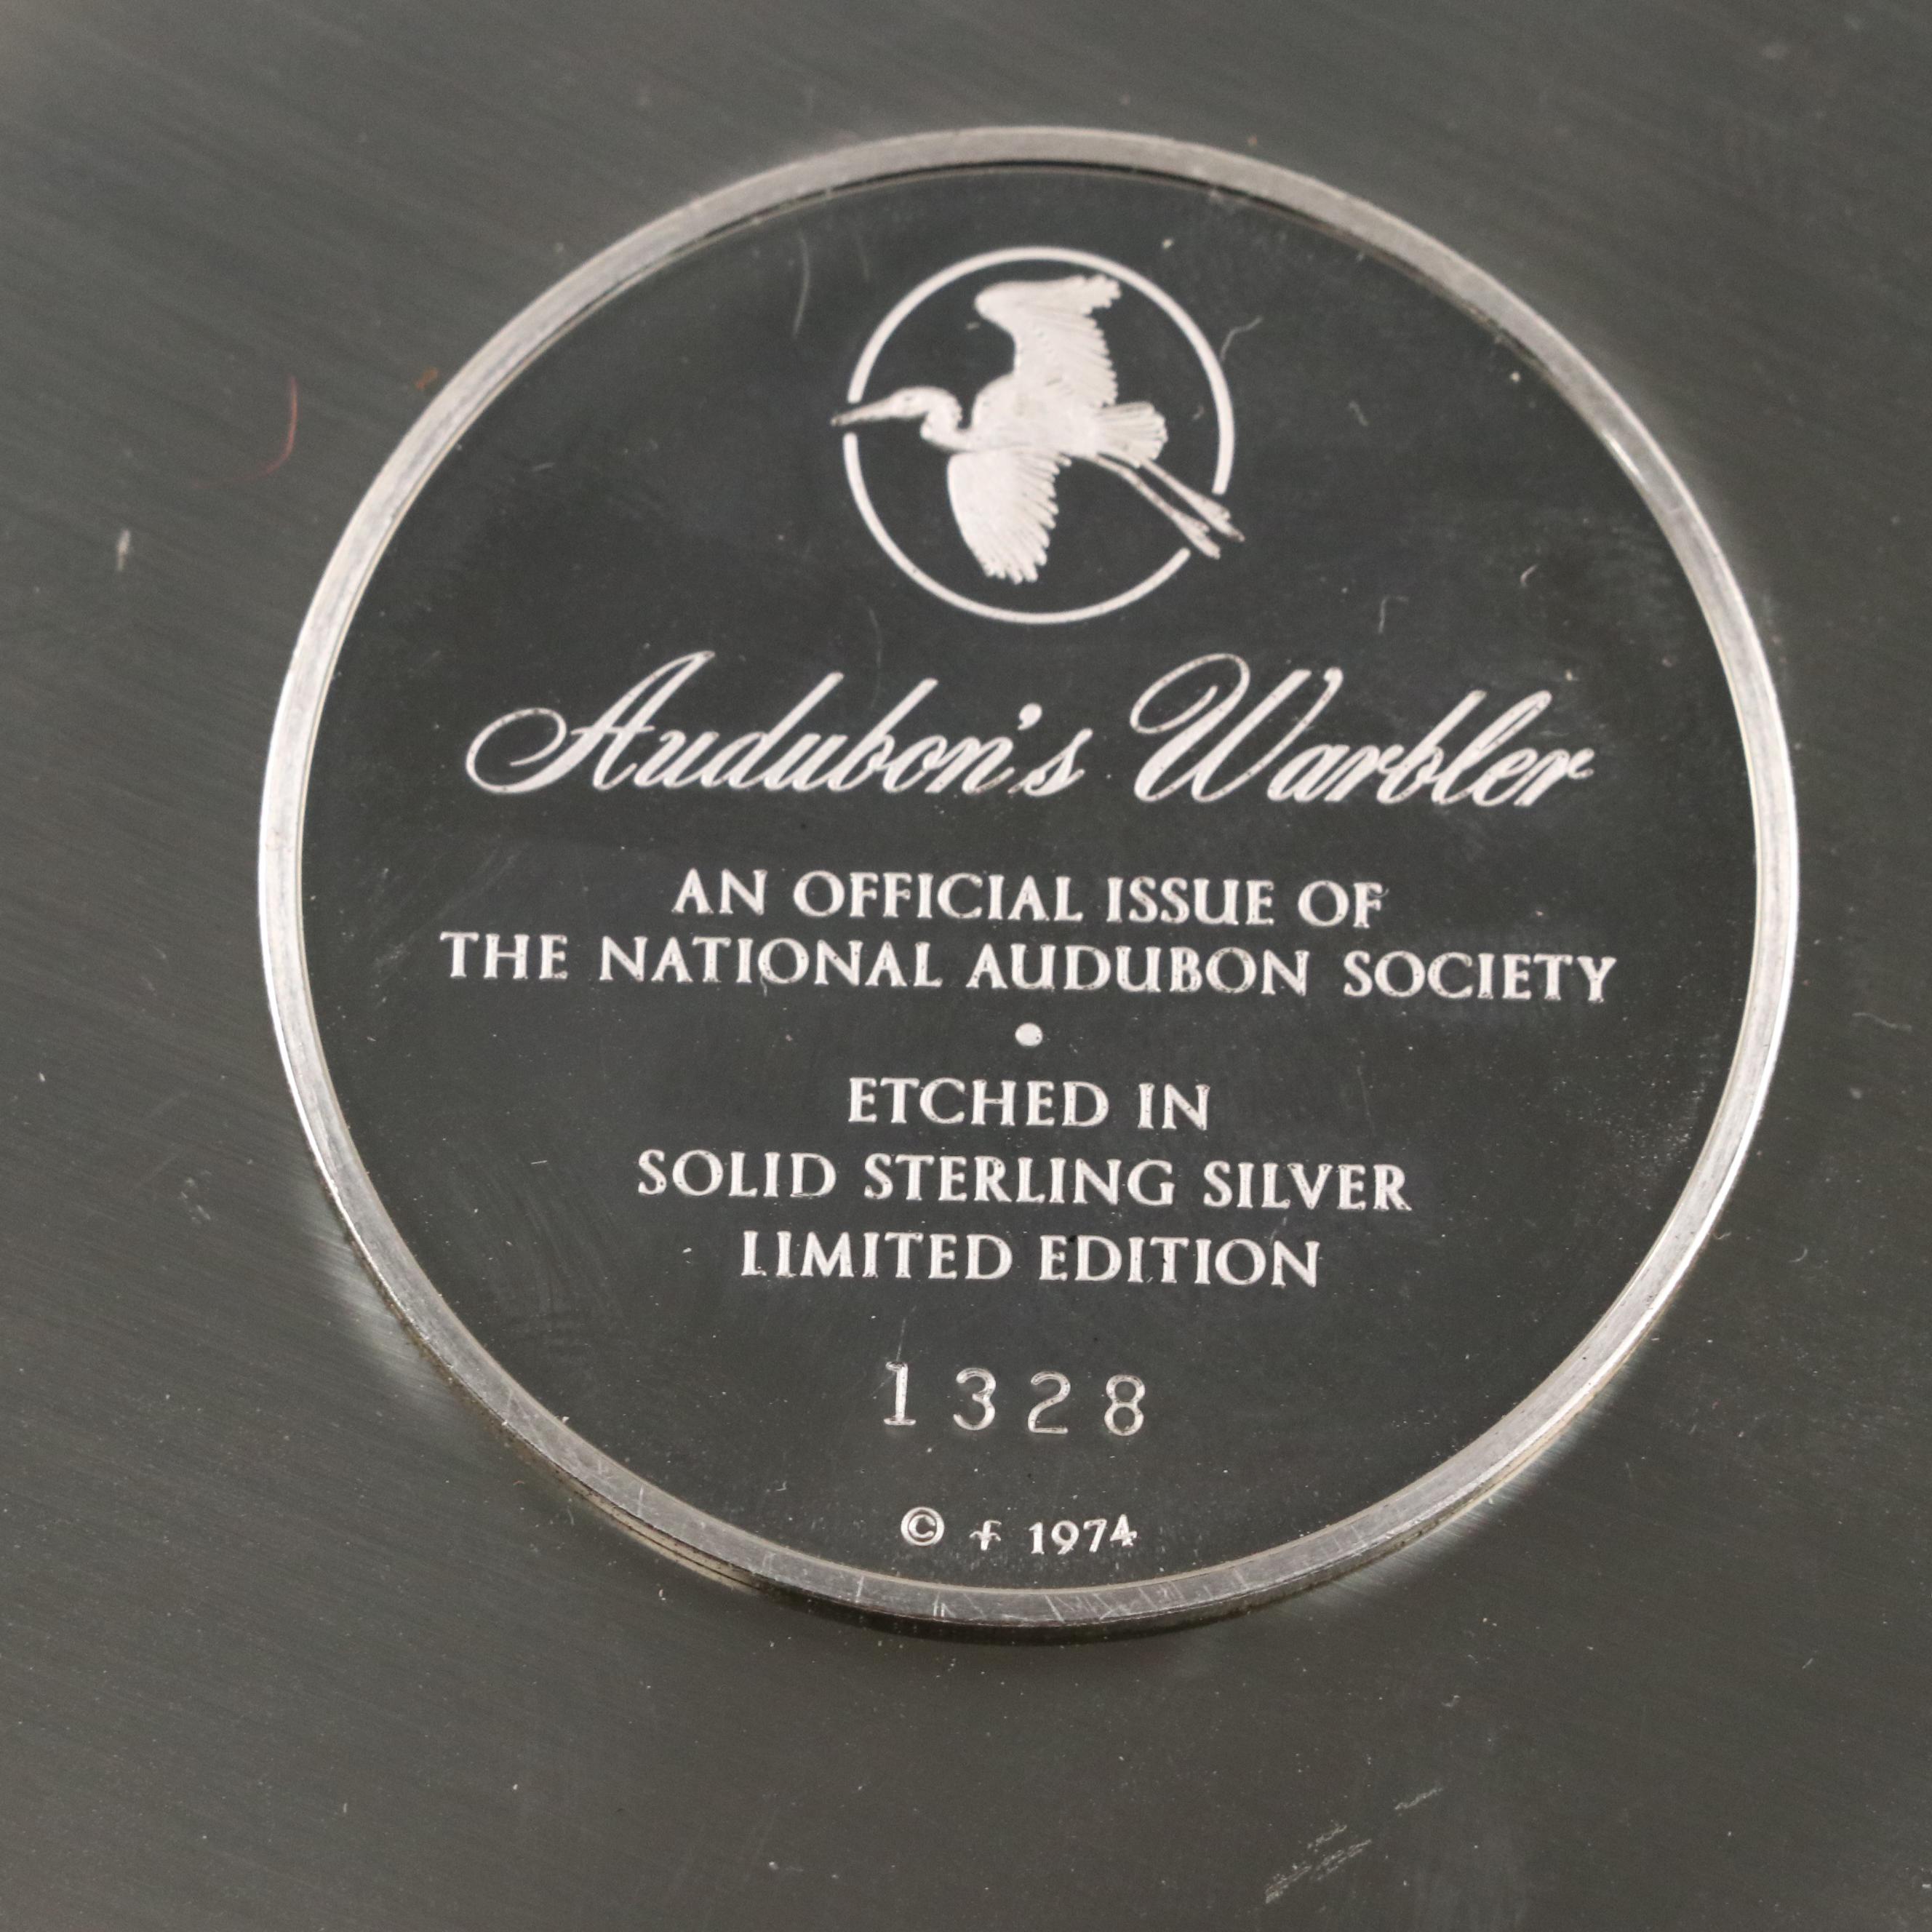 Audubon's Warbler
AN OFFICIAL ISSUE OF
THE NATIONAL AUDUBON SOCIETY
•
ETCHED IN
SOLID STERLING SILVER
LIMITED EDITION
1328
© f 1974